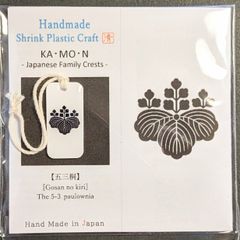 Handmade
Shrink Plastic Craft
KA・MO・N
- Japanese Family Crests -
【五三桐】
[Gosan no kiri]
The 5-3 paulownia
Hand Made in Japan